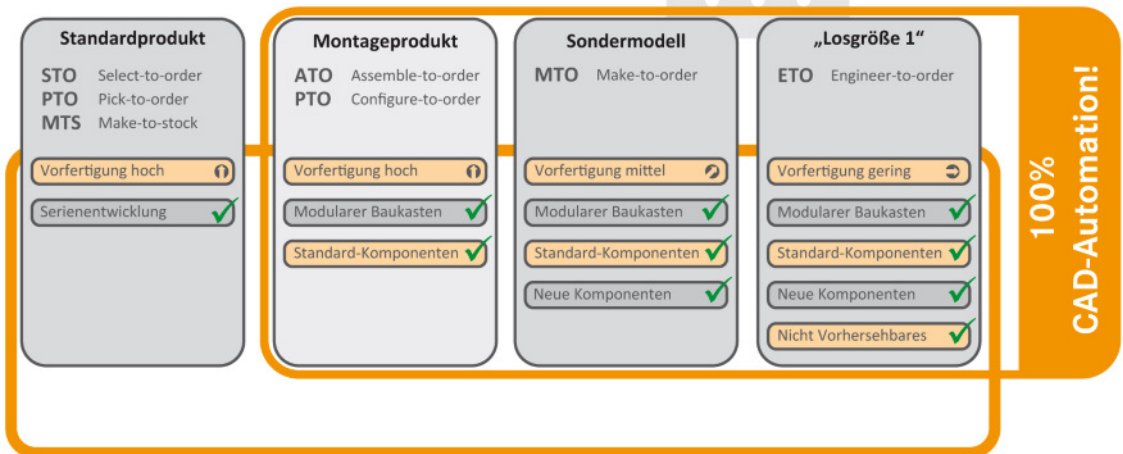 Standardprodukt
STO Select-to-order
PTO Pick-to-order
MTS Make-to-stock
Vorfertigung hoch
Serienentwicklung
Montageprodukt
ATO Assemble-to-order
PTO Configure-to-order
Vorfertigung hoch
Modularer Baukasten
Standard-Komponenten
Sondermodell
MTO Make-to-order
Vorfertigung mittel
Modularer Baukasten
Standard-Komponenten
Neue Komponenten
„Losgröße 1“
ETO Engineer-to-order
Vorfertigung gering
Modularer Baukasten
Standard-Komponenten
Neue Komponenten
Nicht Vorhersehbares
100%
CAD-Automation!